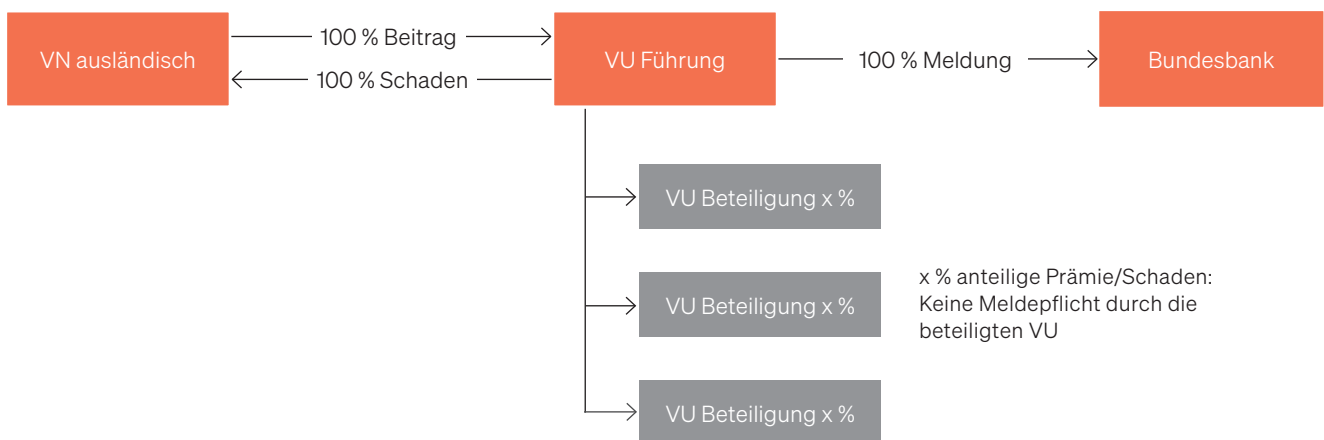 VN ausländisch
100 % Beitrag
100 % Schaden
VU Führung
100 % Meldung
Bundesbank
VU Beteiligung x %
VU Beteiligung x %
x % anteilige Prämie/Schaden:
Keine Meldepflicht durch die
beteiligten VU
VU Beteiligung x %